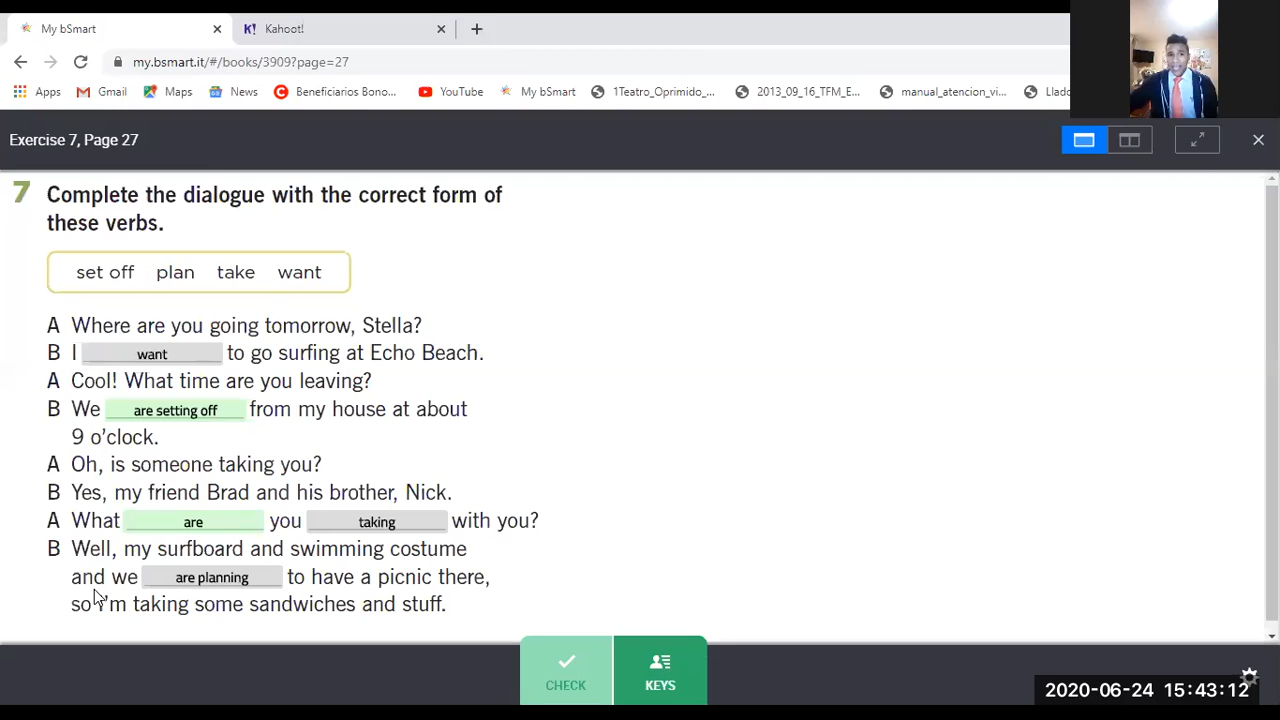 My bSmart
Kahoot!
my.bsmart.it/#/books/3909?page=27
Apps Gmail Maps News Beneficiarios Bono... YouTube My bSmart 1Teatro_Oprimido_... 2013_09_16_TFM_E... manual_atencion_vi... Llad
Exercise 7, Page 27
7 Complete the dialogue with the correct form of
these verbs.
set off plan take want
A Where are you going tomorrow, Stella?
B I want to go surfing at Echo Beach.
A Cool! What time are you leaving?
B We are setting off from my house at about
9 o'clock.
A Oh, is someone taking you?
B Yes, my friend Brad and his brother, Nick.
A What are you taking with you?
B Well, my surfboard and swimming costume
and we are planning to have a picnic there,
so I'm taking some sandwiches and stuff.
CHECK
KEYS
2020-06-24 15:43:12